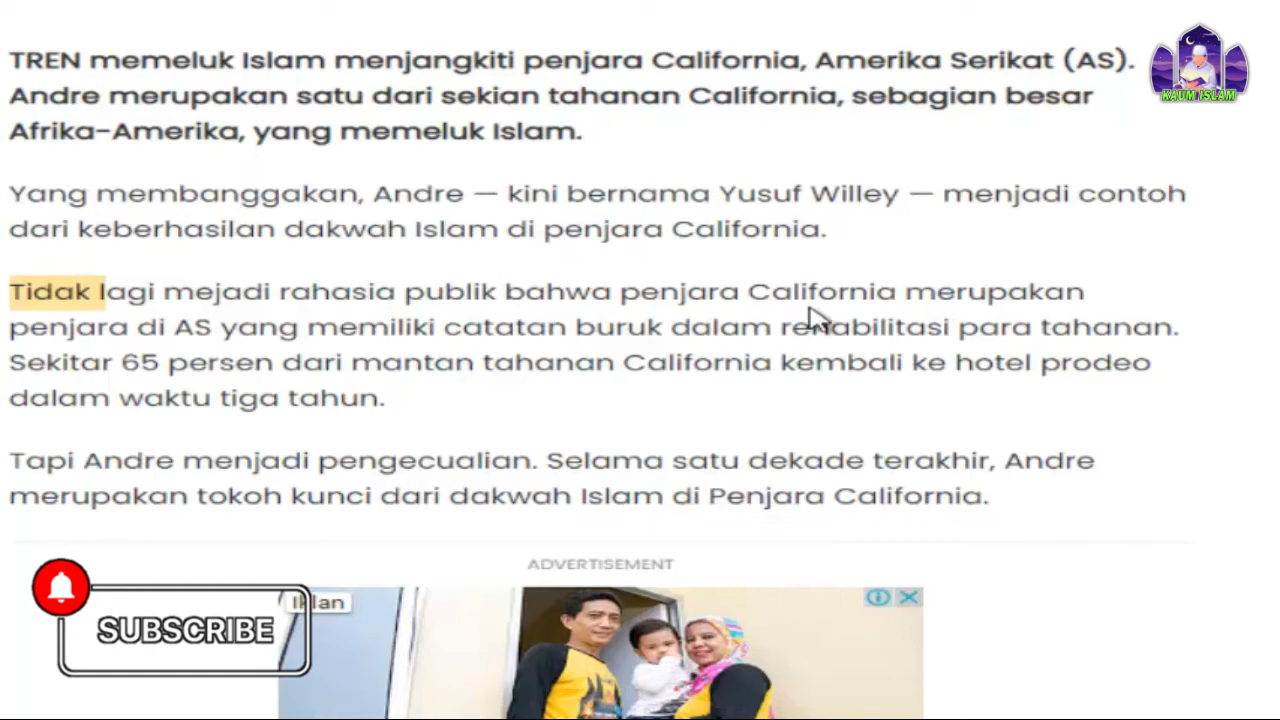 TREN memeluk Islam menjangkiti penjara California, Amerika Serikat (AS).
Andre merupakan satu dari sekian tahanan California, sebagian besar
Afrika-Amerika, yang memeluk Islam.
Yang membanggakan, Andre — kini bernama Yusuf Willey — menjadi contoh
dari keberhasilan dakwah Islam di penjara California.
Tidak lagi mejadi rahasia publik bahwa penjara California merupakan
penjara di AS yang memiliki catatan buruk dalam rehabilitasi para tahanan.
Sekitar 65 persen dari mantan tahanan California kembali ke hotel prodeo
dalam waktu tiga tahun.
Tapi Andre menjadi pengecualian. Selama satu dekade terakhir, Andre
merupakan tokoh kunci dari dakwah Islam di Penjara California.
ADVERTISEMENT
Iklan
SUBSCRIBE
KAUM ISLAM